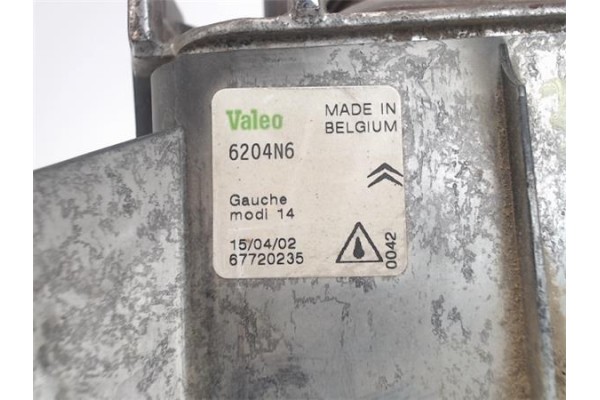 Valeo
MADE IN
BELGIUM
6204N6
Gauche
modi 14
15/04/02
67720235
0042